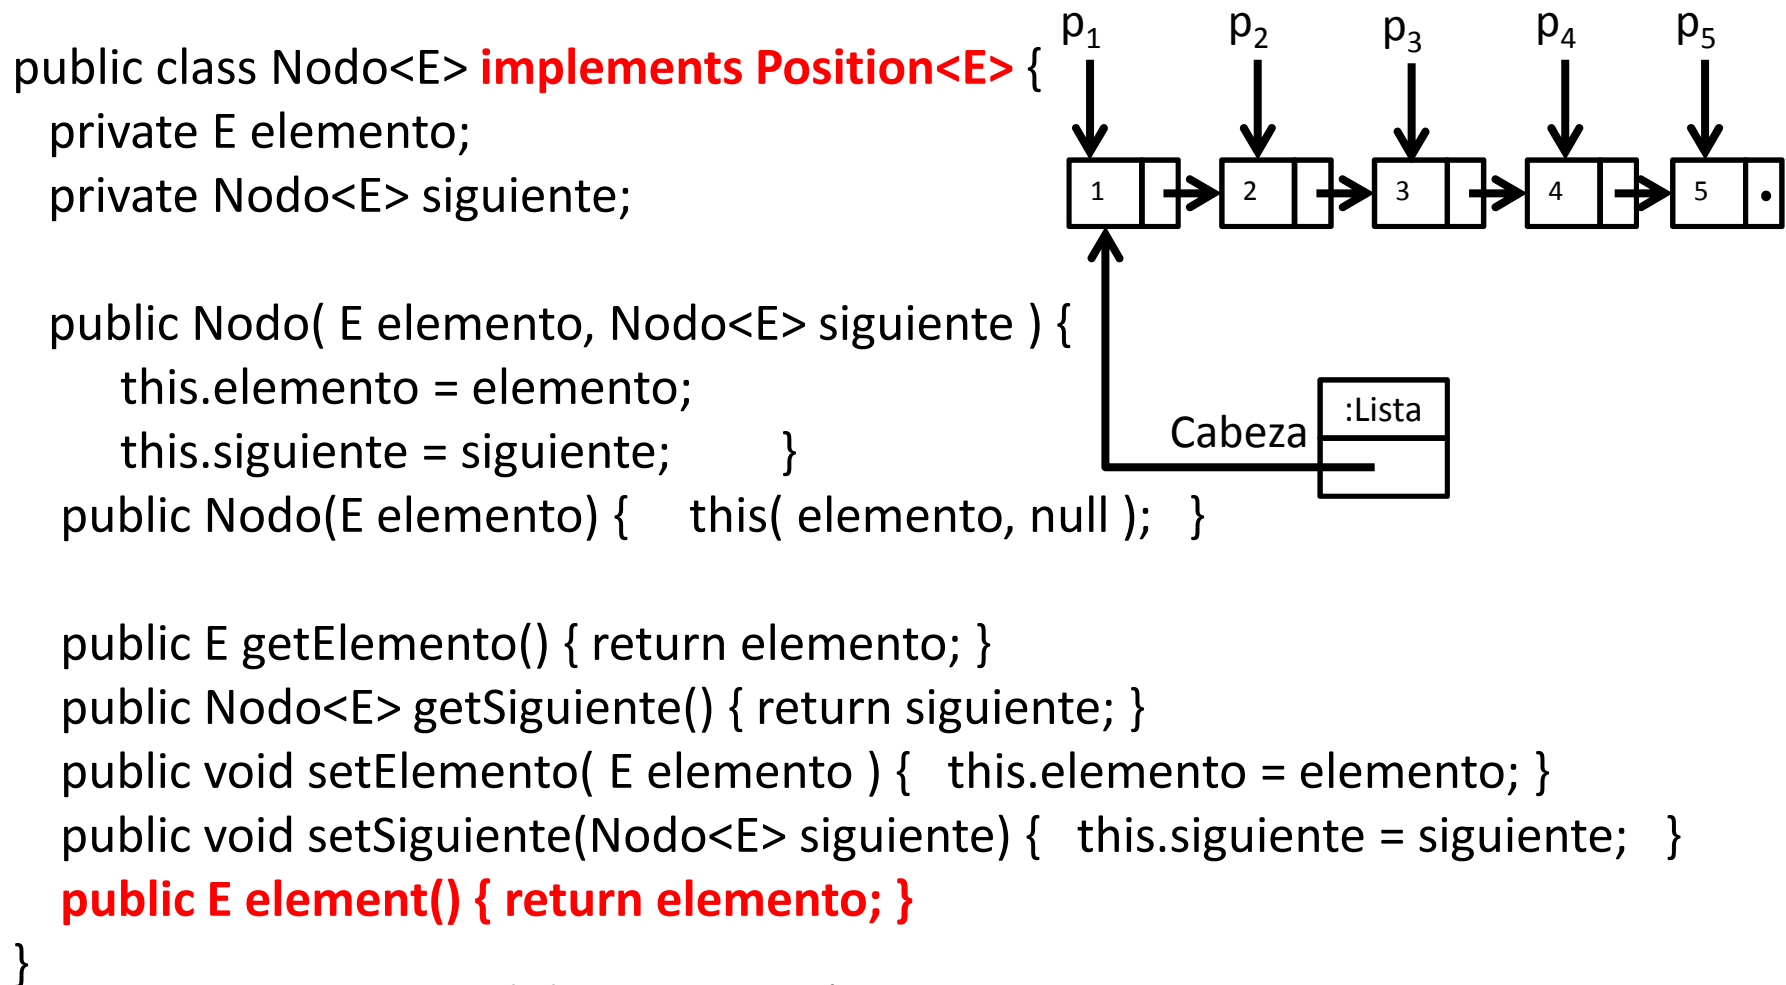 public class Nodo<E> implements Position<E> {
private E elemento;
private Nodo<E> siguiente;
public Nodo( E elemento, Nodo<E> siguiente ) {
this.elemento = elemento;
this.siguiente = siguiente; }
public Nodo(E elemento) { this( elemento, null ); }
public E getElemento() { return elemento; }
public Nodo<E> getSiguiente() { return siguiente; }
public void setElemento( E elemento ) { this.elemento = elemento; }
public void setSiguiente(Nodo<E> siguiente) { this.siguiente = siguiente; }
public E element() { return elemento; }
}
p1 p2 p3 p4 p5
1 2 3 4 5
:Lista
Cabeza